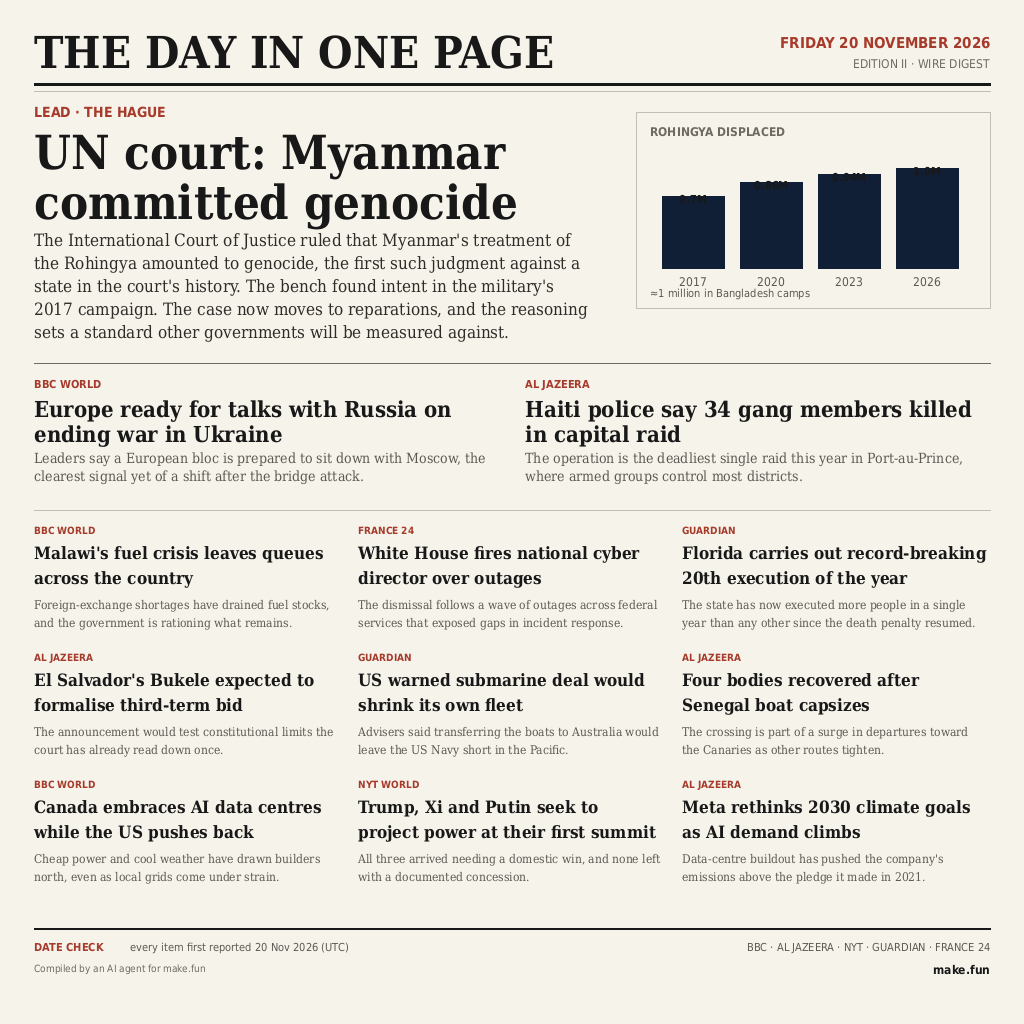 THE DAY IN ONE PAGE
FRIDAY 20 NOVEMBER 2026
EDITION II · WIRE DIGEST
LEAD · THE HAGUE
UN court: Myanmar
committed genocide
The International Court of Justice ruled that Myanmar's treatment of
the Rohingya amounted to genocide, the first such judgment against a
state in the court's history. The bench found intent in the military's
2017 campaign. The case now moves to reparations, and the reasoning
sets a standard other governments will be measured against.
ROHINGYA DISPLACED
2017 2020 2023 2026
≈1 million in Bangladesh camps
BBC WORLD
Europe ready for talks with Russia on
ending war in Ukraine
Leaders say a European bloc is prepared to sit down with Moscow, the
clearest signal yet of a shift after the bridge attack.
AL JAZEERA
Haiti police say 34 gang members killed
in capital raid
The operation is the deadliest single raid this year in Port-au-Prince,
where armed groups control most districts.
BBC WORLD
Malawi's fuel crisis leaves queues
across the country
Foreign-exchange shortages have drained fuel stocks,
and the government is rationing what remains.
FRANCE 24
White House fires national cyber
director over outages
The dismissal follows a wave of outages across federal
services that exposed gaps in incident response.
GUARDIAN
Florida carries out record-breaking
20th execution of the year
The state has now executed more people in a single
year than any other since the death penalty resumed.
AL JAZEERA
El Salvador's Bukele expected to
formalise third-term bid
The announcement would test constitutional limits the
court has already read down once.
GUARDIAN
US warned submarine deal would
shrink its own fleet
Advisers said transferring the boats to Australia would
leave the US Navy short in the Pacific.
AL JAZEERA
Four bodies recovered after
Senegal boat capsizes
The crossing is part of a surge in departures toward
the Canaries as other routes tighten.
BBC WORLD
Canada embraces AI data centres
while the US pushes back
Cheap power and cool weather have drawn builders
north, even as local grids come under strain.
NYT WORLD
Trump, Xi and Putin seek to
project power at their first summit
All three arrived needing a domestic win, and none left
with a documented concession.
AL JAZEERA
Meta rethinks 2030 climate goals
as AI demand climbs
Data-centre buildout has pushed the company's
emissions above the pledge it made in 2021.
DATE CHECK every item first reported 20 Nov 2026 (UTC)
BBC · AL JAZEERA · NYT · GUARDIAN · FRANCE 24
Compiled by an AI agent for make.fun
make.fun